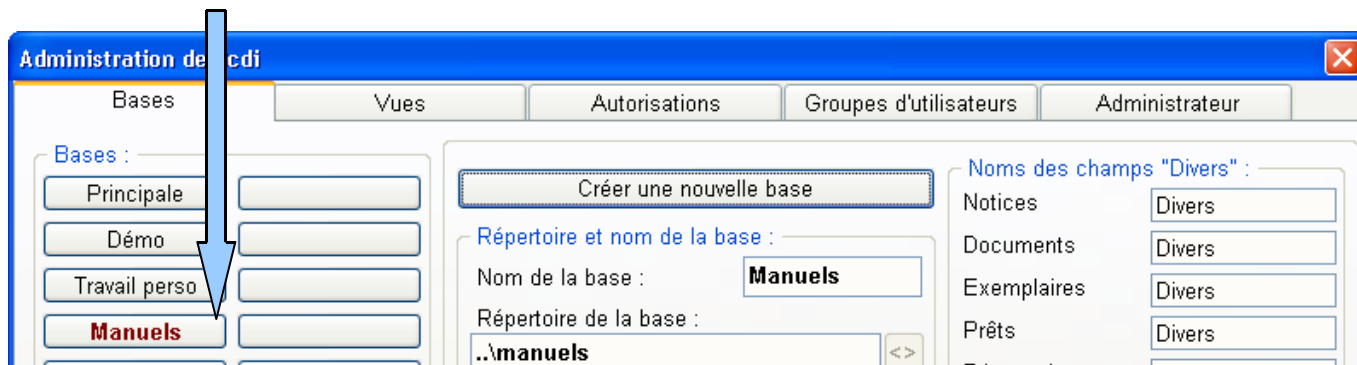 Administration de cdi
Bases
Vues
Autorisations
Groupes d'utilisateurs
Administrateur
Bases :
Principale
Démo
Travail perso
Manuels
Créer une nouvelle base
Répertoire et nom de la base :
Nom de la base :
Manuels
Répertoire de la base :
..\manuels
<>
Noms des champs "Divers" :
Notices
Divers
Documents
Divers
Exemplaires
Divers
Prêts
Divers